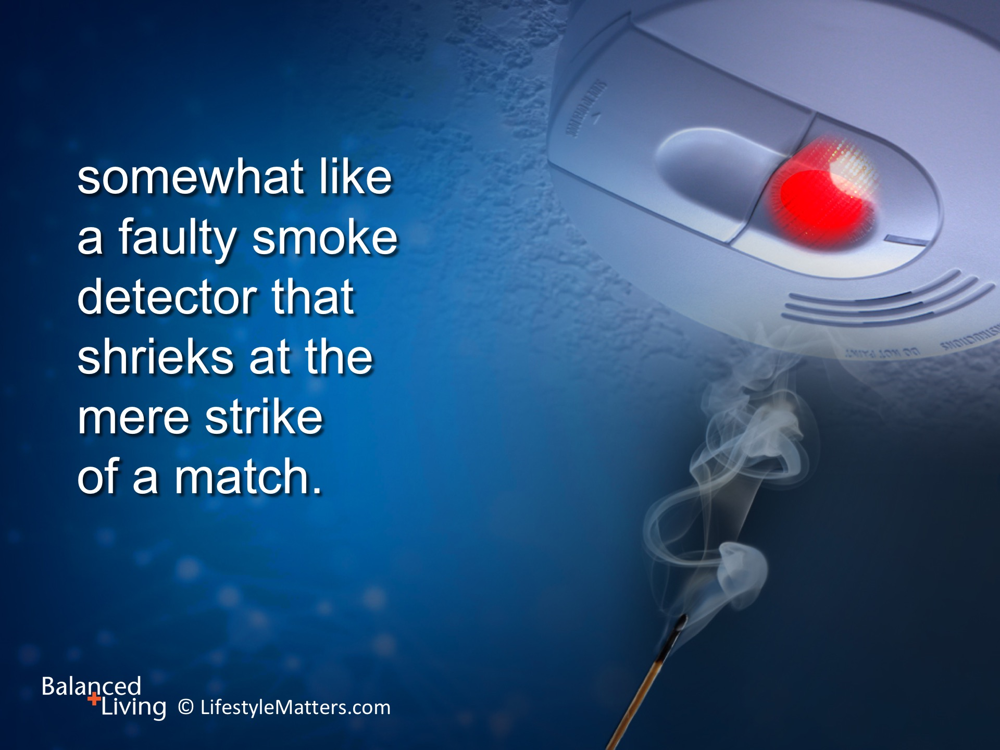 somewhat like
a faulty smoke
detector that
shrieks at the
mere strike
of a match.
DO NOT PAINT
Balanced
Living © LifestyleMatters.com